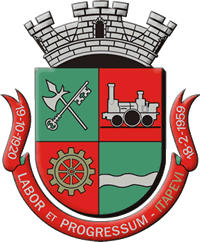 19-10-1920
LABOR ET PROGRESSUM - ITAPEVI
18-2-1959